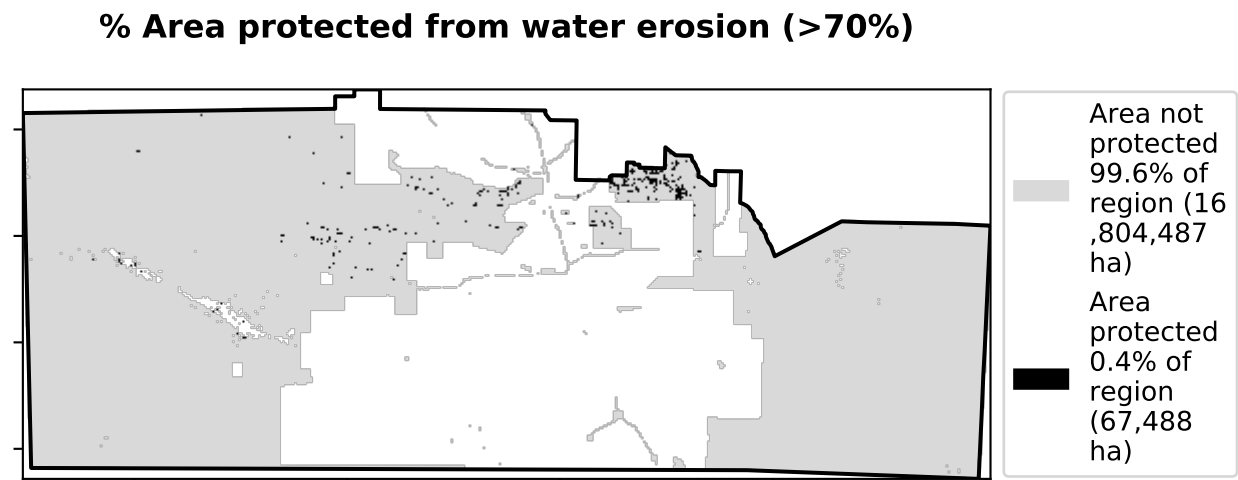 % Area protected from water erosion (>70%)
Area not
protected
99.6% of
region (16
,804,487
ha)
Area
protected
0.4% of
region
(67,488
ha)